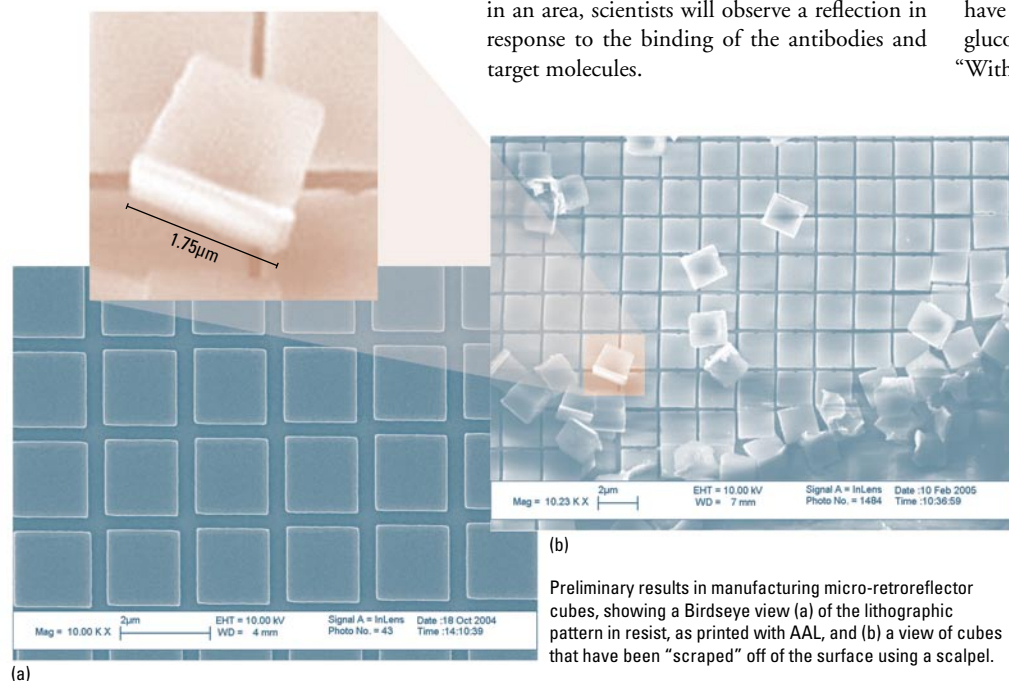 in an area, scientists will observe a reflection in
response to the binding of the antibodies and
target molecules.
have
gluco
“With
1.75µm
Mag = 10.00 K X
2µm
EHT = 10.00 kV
WD = 4 mm
Signal A = InLens
Photo No. = 43
Date :18 Oct 2004
Time :14:10:39
(a)
Mag = 10.23 K X
2µm
EHT = 10.00 kV
WD = 7 mm
Signal A = InLens
Photo No. = 1484
Date :10 Feb 2005
Time :10:36:59
(b)
Preliminary results in manufacturing micro-retroreflector
cubes, showing a Birdseye view (a) of the lithographic
pattern in resist, as printed with AAL, and (b) a view of cubes
that have been “scraped” off of the surface using a scalpel.